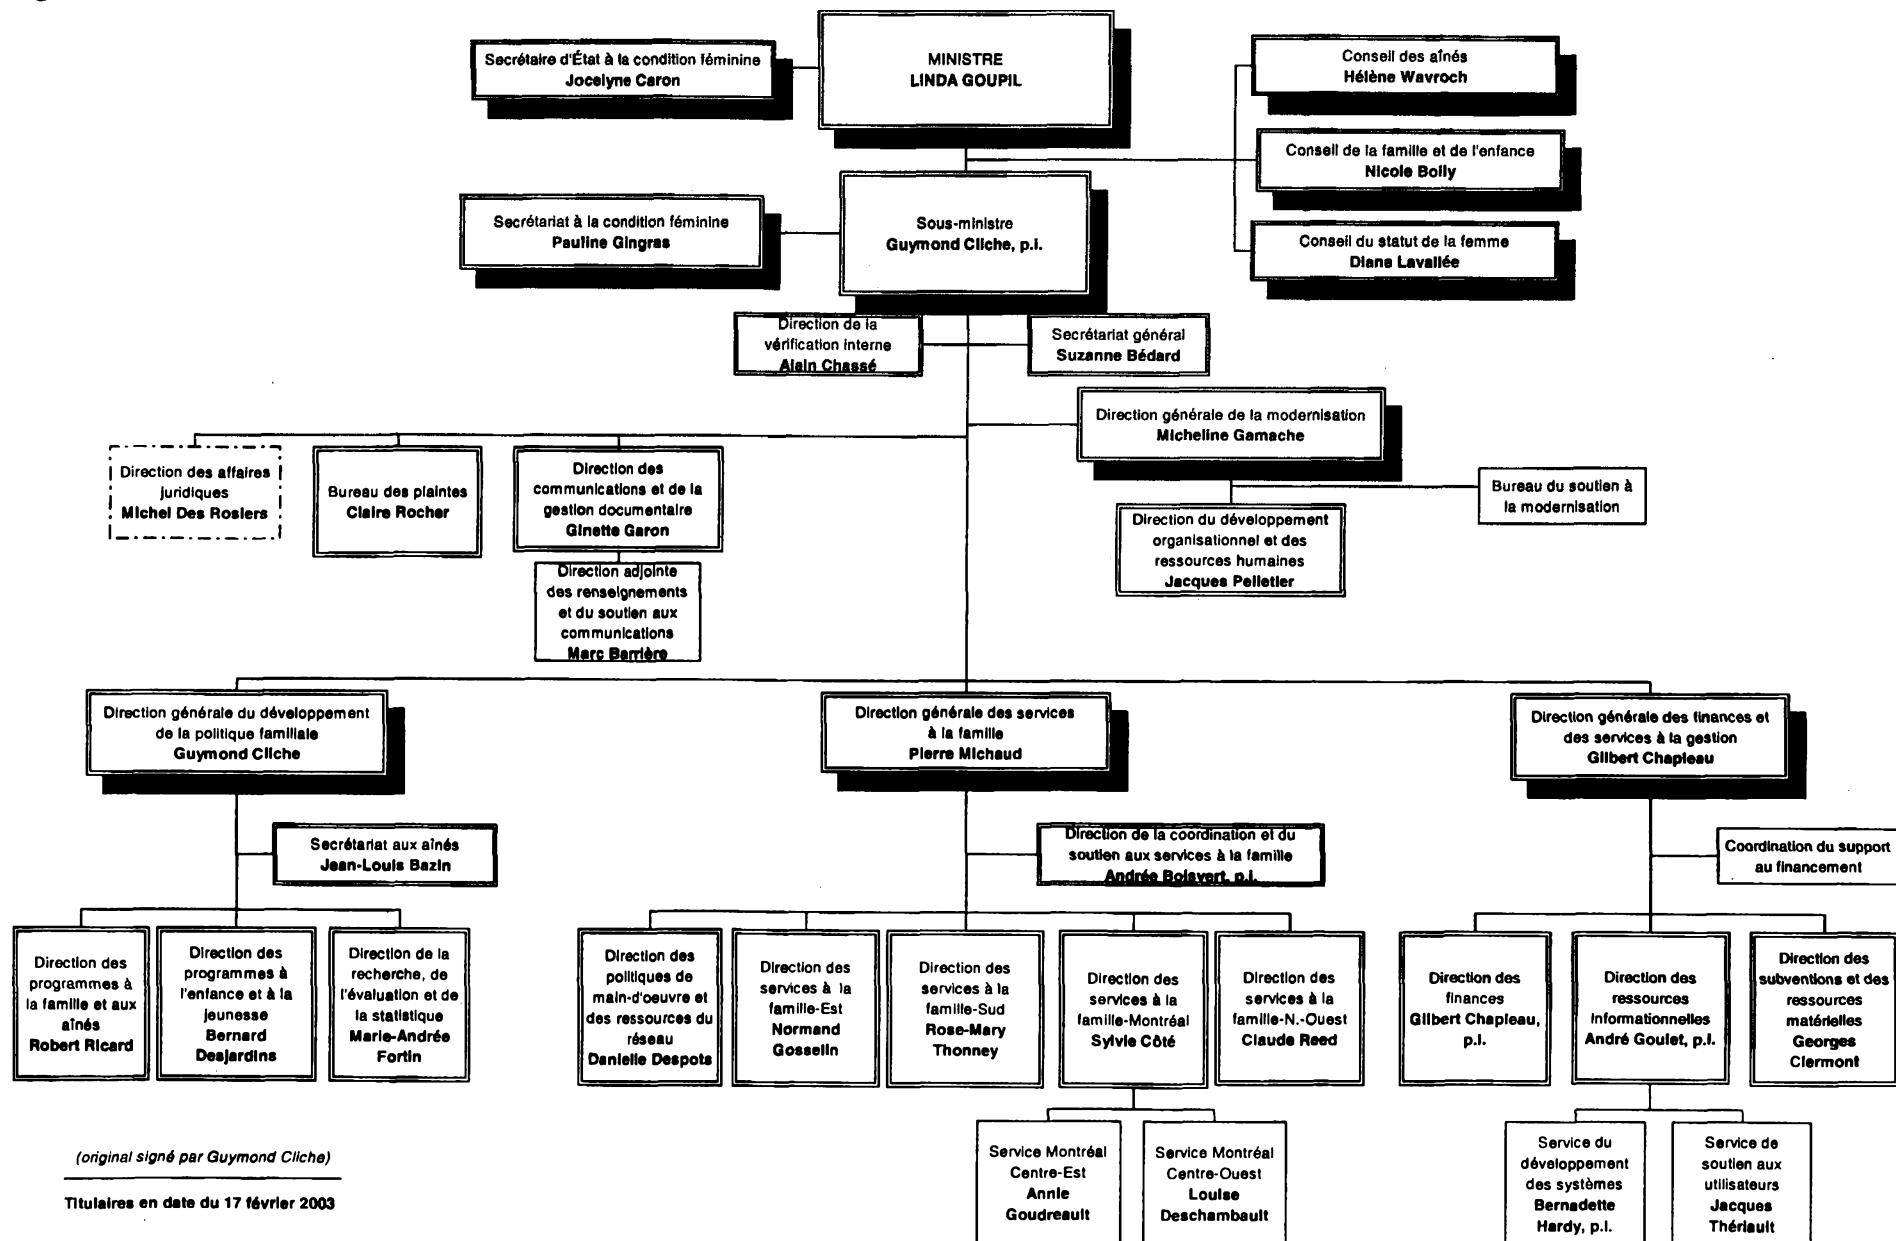 Secrétaire d'État à la condition féminine
Jocelyne Caron
MINISTRE
LINDA GOUPIL
Conseil des aînés
Hélène Wavroch
Conseil de la famille et de l'enfance
Nicole Boily
Secrétariat à la condition féminine
Pauline Gingras
Sous-ministre
Guymond Cliche, p.i.
Conseil du statut de la femme
Diane Lavallée
Direction de la
vérification interne
Alain Chassé
Secrétariat général
Suzanne Bédard
Direction générale de la modernisation
Micheline Gamache
Direction des affaires
juridiques
Michel Des Rosiers
Bureau des plaintes
Claire Rocher
Direction des
communications et de la
gestion documentaire
Ginette Garon
Bureau du soutien à
la modernisation
Direction du développement
organisationnel et des
ressources humaines
Jacques Pelletier
Direction adjointe
des renseignements
et du soutien aux
communications
Marc Barrière
Direction générale du développement
de la politique familiale
Guymond Cliche
Direction générale des services
à la famille
Pierre Michaud
Direction générale des finances et
des services à la gestion
Gilbert Chapleau
Secrétariat aux aînés
Jean-Louis Bazin
Direction de la coordination et du
soutien aux services à la famille
Andrée Boisvert, p.i.
Coordination du support
au financement
Direction des
programmes à
la famille et aux
aînés
Robert Ricard
Direction des
programmes à
l'enfance et à la
jeunesse
Bernard
Desjardins
Direction de la
recherche, de
l'évaluation et de
la statistique
Marie-Andrée
Fortin
Direction des
politiques de
main-d'oeuvre et
des ressources du
réseau
Danielle Despots
Direction des
services à la
famille-Est
Normand
Gosselin
Direction des
services à la
famille-Sud
Rose-Mary
Thonney
Direction des
services à la
famille-Montréal
Sylvie Côté
Direction des
services à la
famille-N.-Ouest
Claude Reed
Direction des
finances
Gilbert Chapleau,
p.i.
Direction des
ressources
informationnelles
André Goulet, p.i.
Direction des
subventions et des
ressources
matérielles
Georges
Clermont
Service Montréal
Centre-Est
Annie
Goudreault
Service Montréal
Centre-Ouest
Louise
Deschambault
Service du
développement
des systèmes
Bernadette
Hardy, p.i.
Service de
soutien aux
utilisateurs
Jacques
Thériault
(original signé par Guymond Cliche)
Titulaires en date du 17 février 2003